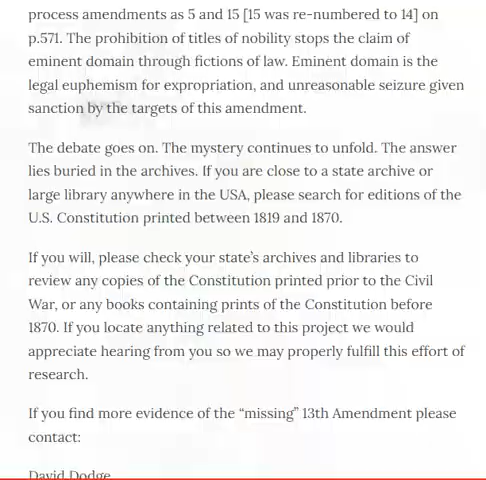 process amendments as 5 and 15 [15 was re-numbered to 14] on
p.571. The prohibition of titles of nobility stops the claim of
eminent domain through fictions of law. Eminent domain is the
legal euphemism for expropriation, and unreasonable seizure given
sanction by the targets of this amendment.
The debate goes on. The mystery continues to unfold. The answer
lies buried in the archives. If you are close to a state archive or
large library anywhere in the USA, please search for editions of the
U.S. Constitution printed between 1819 and 1870.
If you will, please check your state’s archives and libraries to
review any copies of the Constitution printed prior to the Civil
War, or any books containing prints of the Constitution before
1870. If you locate anything related to this project we would
appreciate hearing from you so we may properly fulfill this effort of
research.
If you find more evidence of the “missing” 13th Amendment please
contact:
David Dodge